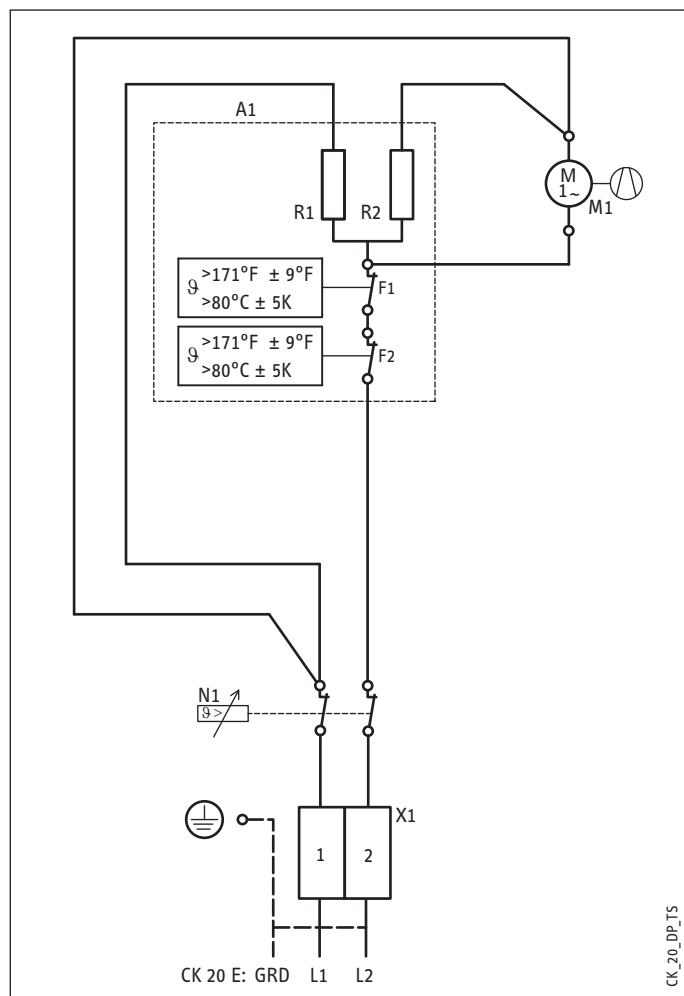 A1
R1
R2
M
1~
M1
ϑ >171°F ± 9°F
>80°C ± 5K
F1
ϑ >171°F ± 9°F
>80°C ± 5K
F2
N1
ϑ>
X1
1
2
CK 20 E: GRD L1 L2
CK_20_DP_TS